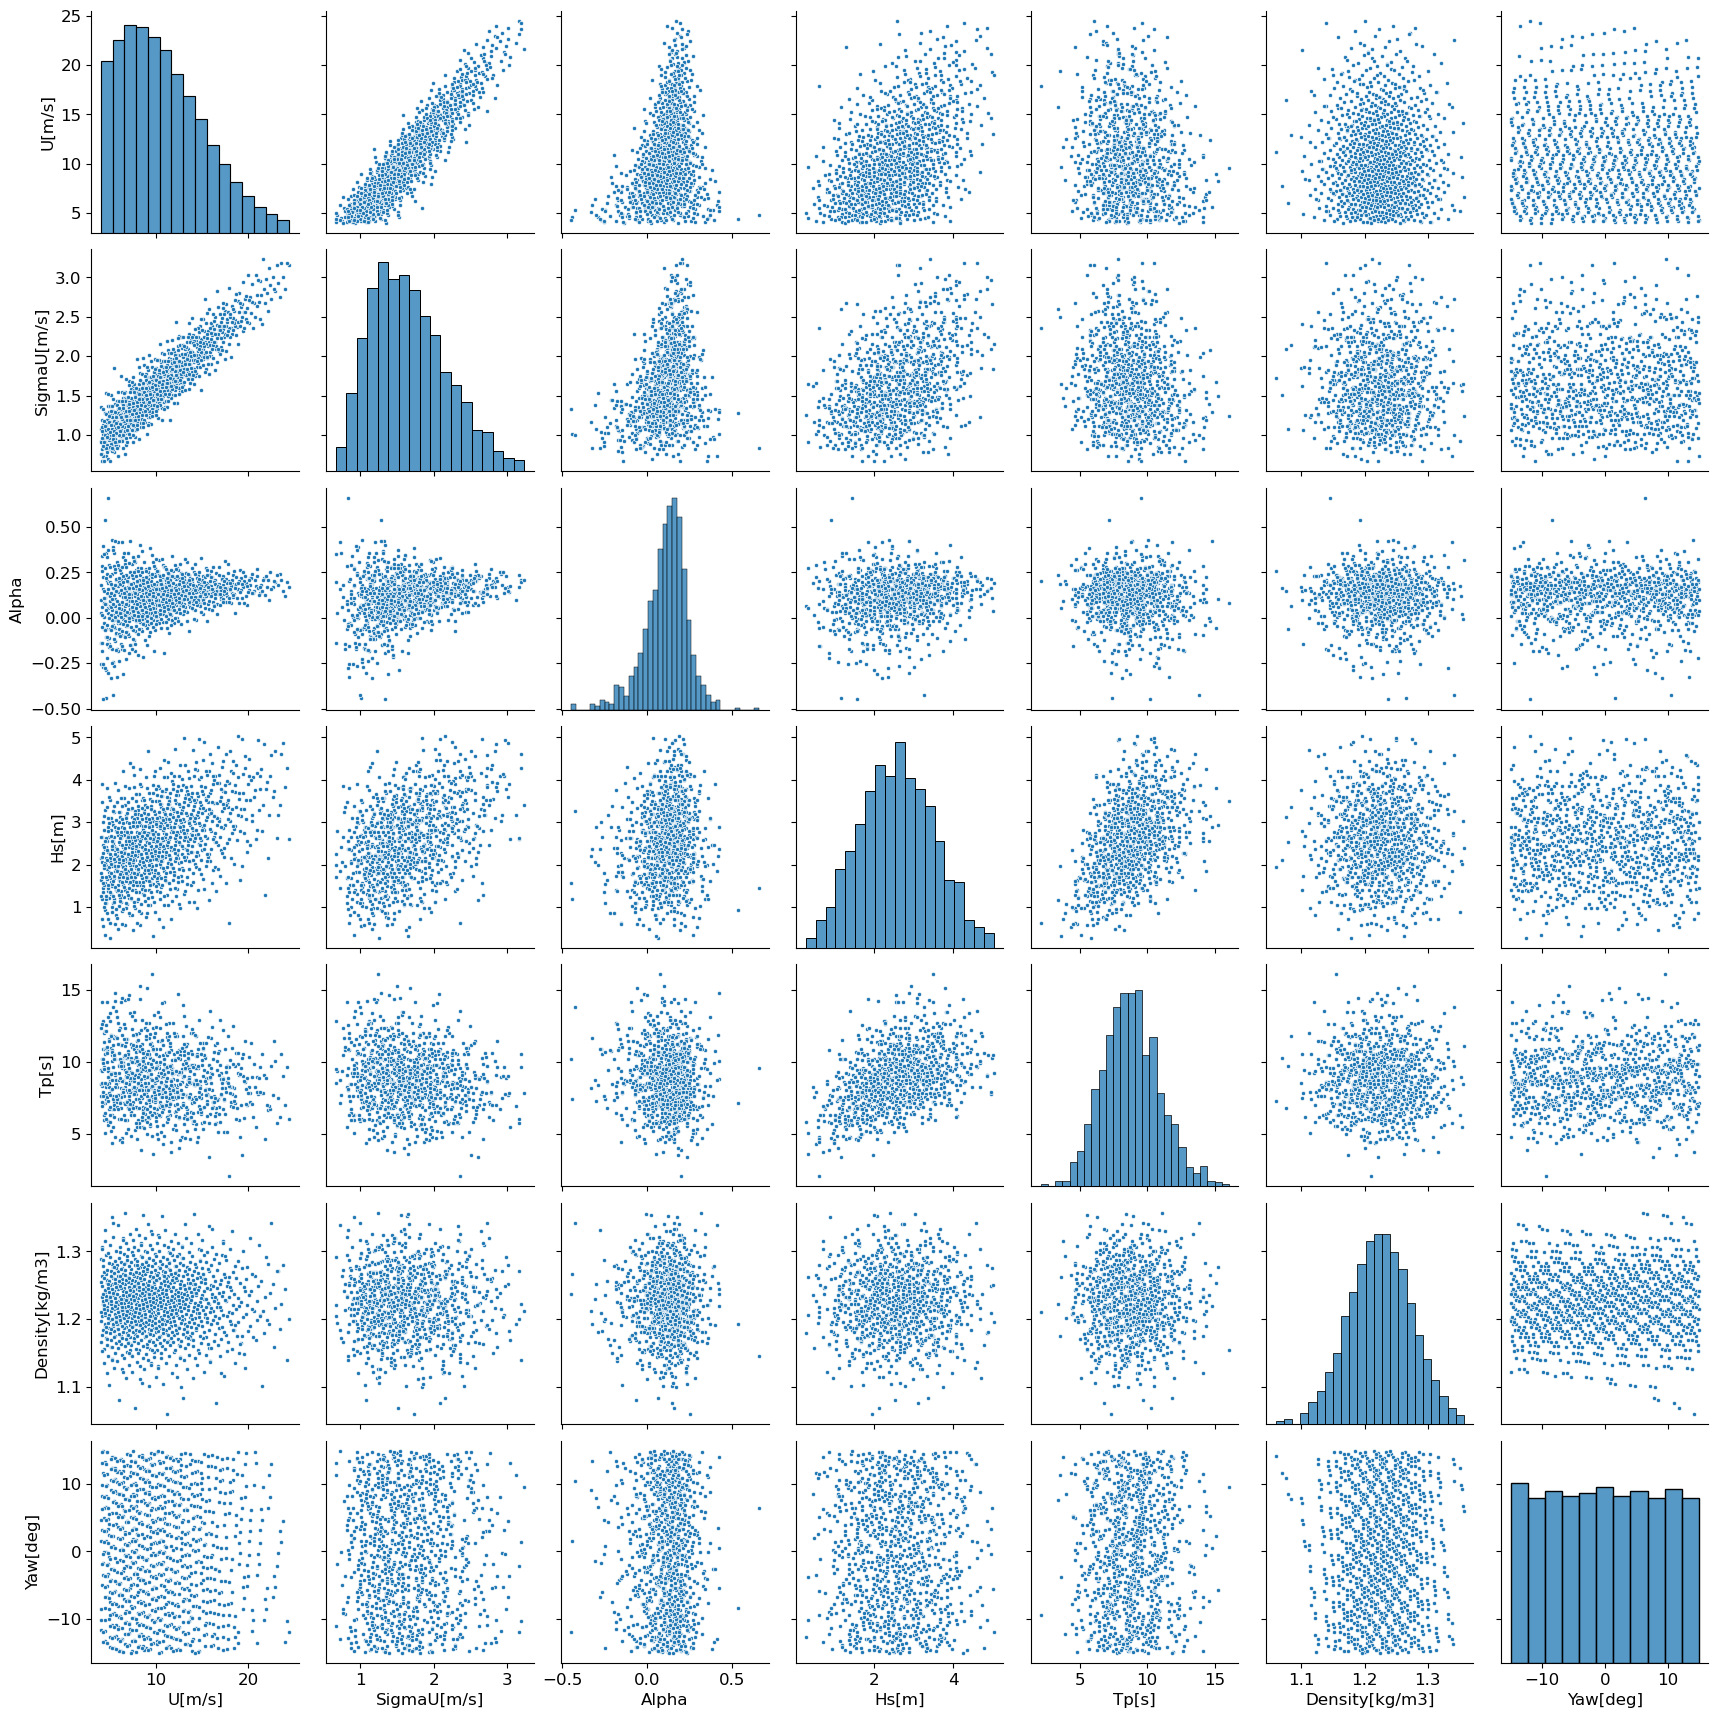 25
20
15
10
5
U[m/s]
3.0
2.5
2.0
1.5
1.0
SigmaU[m/s]
0.50
0.25
0.00
−0.25
−0.50
Alpha
5
4
3
2
1
Hs[m]
15
10
5
Tp[s]
1.3
1.2
1.1
Density[kg/m3]
10
0
−10
Yaw[deg]
10 20
U[m/s]
1 2 3
SigmaU[m/s]
−0.5 0.0 0.5
Alpha
2 4
Hs[m]
5 10 15
Tp[s]
1.1 1.2 1.3
Density[kg/m3]
−10 0 10
Yaw[deg]